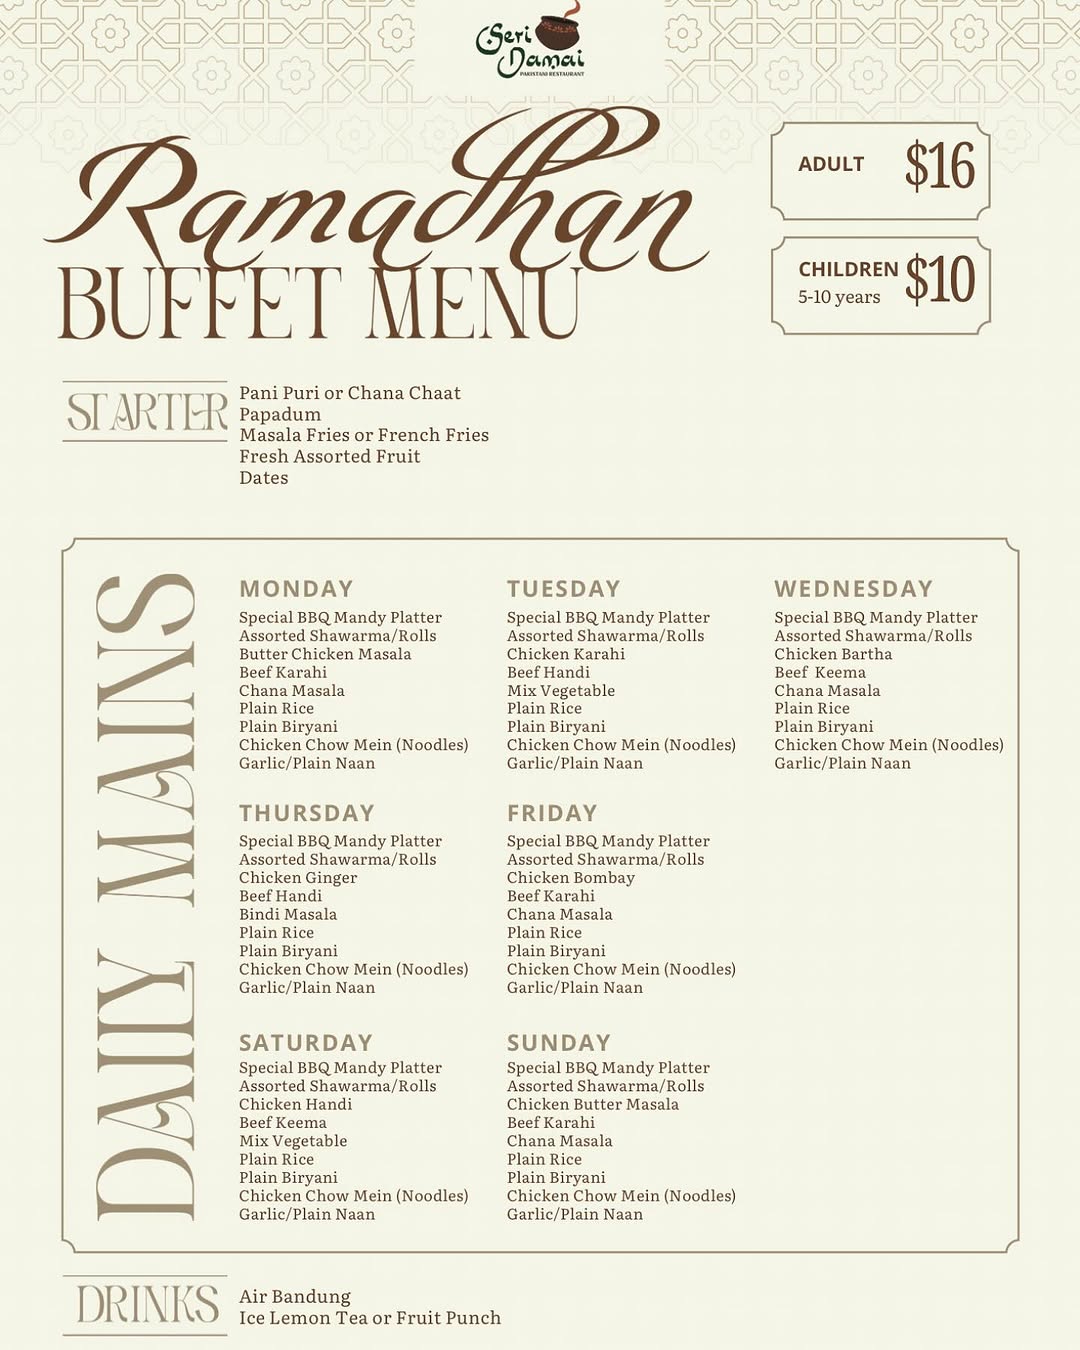 Seri
Damai
PAKISTANI RESTAURANT
Ramadhan
BUFFET MENU
ADULT $16
CHILDREN $10
5-10 years
STARTER
Pani Puri or Chana Chaat
Papadum
Masala Fries or French Fries
Fresh Assorted Fruit
Dates
DAILY MAINS
MONDAY
Special BBQ Mandy Platter
Assorted Shawarma/Rolls
Butter Chicken Masala
Beef Karahi
Chana Masala
Plain Rice
Plain Biryani
Chicken Chow Mein (Noodles)
Garlic/Plain Naan
TUESDAY
Special BBQ Mandy Platter
Assorted Shawarma/Rolls
Chicken Karahi
Beef Handi
Mix Vegetable
Plain Rice
Plain Biryani
Chicken Chow Mein (Noodles)
Garlic/Plain Naan
WEDNESDAY
Special BBQ Mandy Platter
Assorted Shawarma/Rolls
Chicken Bartha
Beef Keema
Chana Masala
Plain Rice
Plain Biryani
Chicken Chow Mein (Noodles)
Garlic/Plain Naan
THURSDAY
Special BBQ Mandy Platter
Assorted Shawarma/Rolls
Chicken Ginger
Beef Handi
Bindi Masala
Plain Rice
Plain Biryani
Chicken Chow Mein (Noodles)
Garlic/Plain Naan
FRIDAY
Special BBQ Mandy Platter
Assorted Shawarma/Rolls
Chicken Bombay
Beef Karahi
Chana Masala
Plain Rice
Plain Biryani
Chicken Chow Mein (Noodles)
Garlic/Plain Naan
SATURDAY
Special BBQ Mandy Platter
Assorted Shawarma/Rolls
Chicken Handi
Beef Keema
Mix Vegetable
Plain Rice
Plain Biryani
Chicken Chow Mein (Noodles)
Garlic/Plain Naan
SUNDAY
Special BBQ Mandy Platter
Assorted Shawarma/Rolls
Chicken Butter Masala
Beef Karahi
Chana Masala
Plain Rice
Plain Biryani
Chicken Chow Mein (Noodles)
Garlic/Plain Naan
DRINKS
Air Bandung
Ice Lemon Tea or Fruit Punch